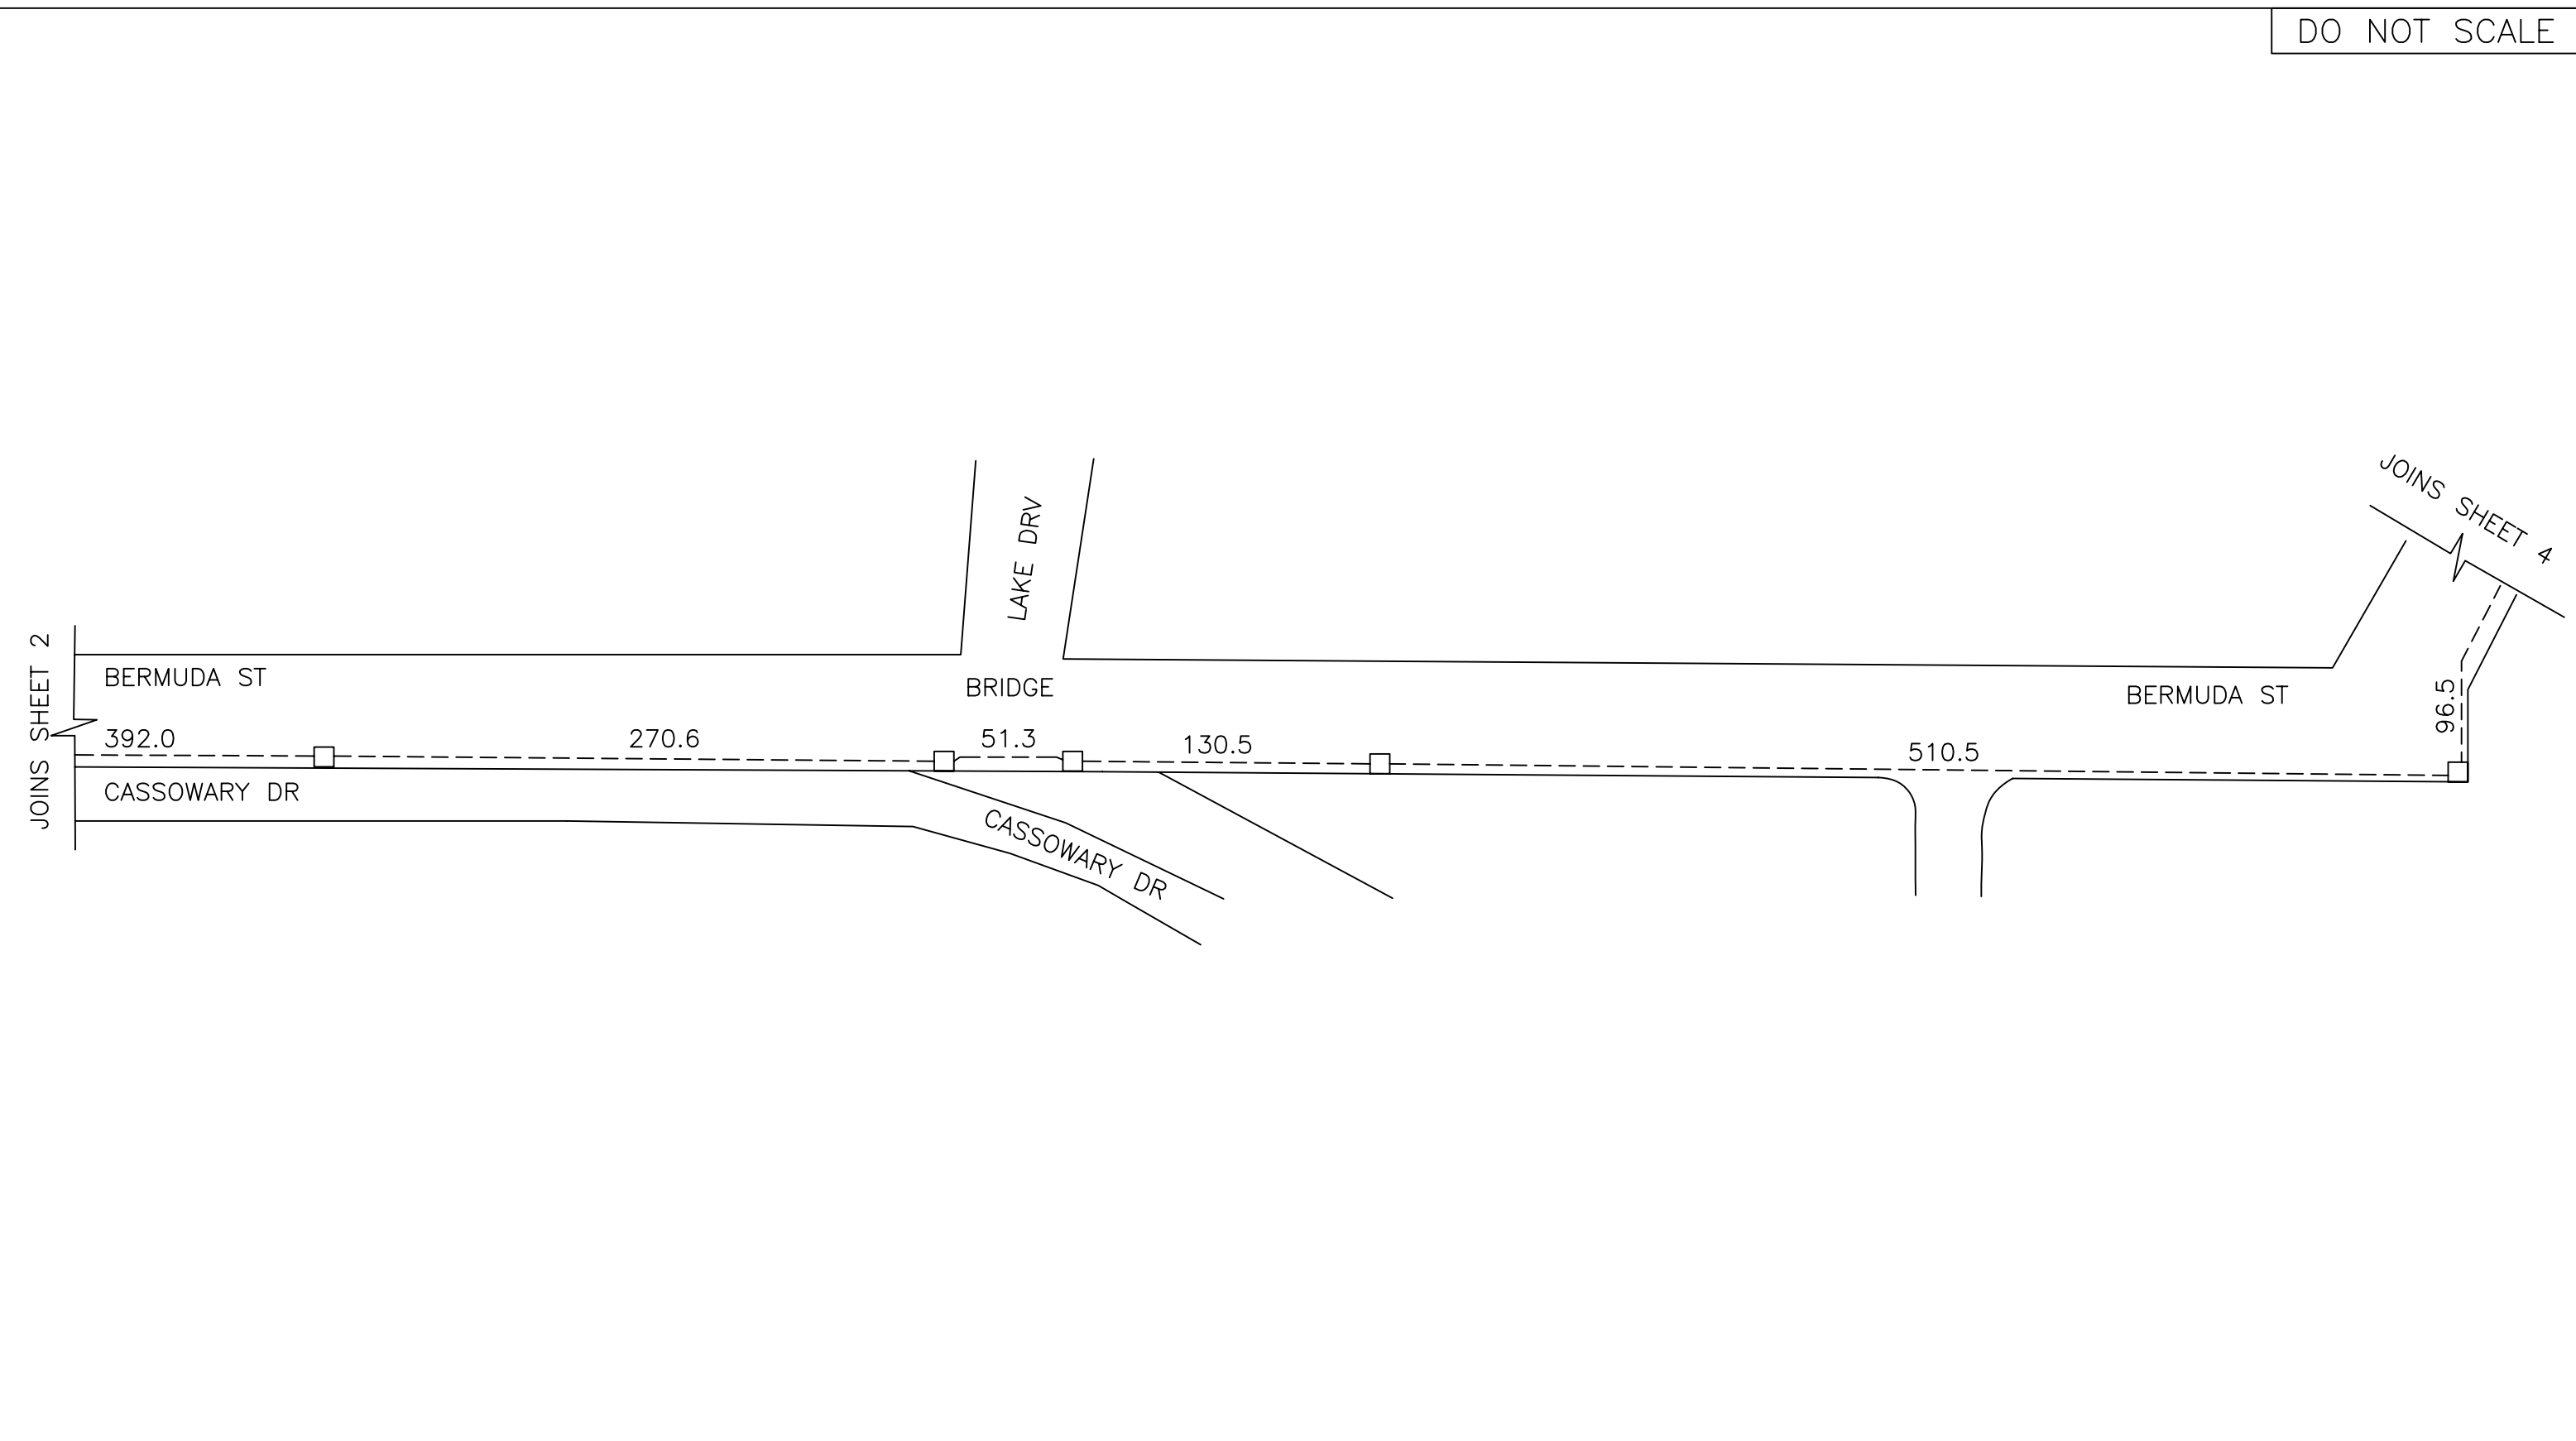 DO NOT SCALE
JOINS SHEET 4
LAKE DRV
JOINS SHEET 2
BERMUDA ST
BRIDGE
BERMUDA ST
96.5
392.0
270.6
51.3
130.5
510.5
CASSOWARY DR
CASSOWARY DR